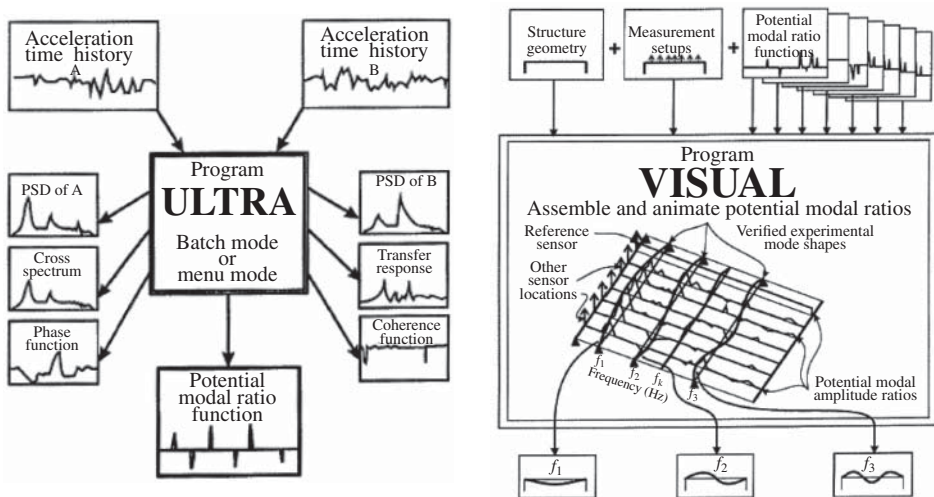 Acceleration
time history
A
Acceleration
time history
B
Program
ULTRA
Batch mode
or
menu mode
PSD of A
Cross
spectrum
Phase
function
PSD of B
Transfer
response
Coherence
function
Potential
modal ratio
function
Structure
geometry
+
Measurement
setups
+
Potential
modal ratio
functions
Program
VISUAL
Assemble and animate potential modal ratios
Reference
sensor
Other
sensor
locations
Verified experimental
mode shapes
f1
f2
fk
f3
Frequency (Hz)
Potential modal
amplitude ratios
f1
f2
f3